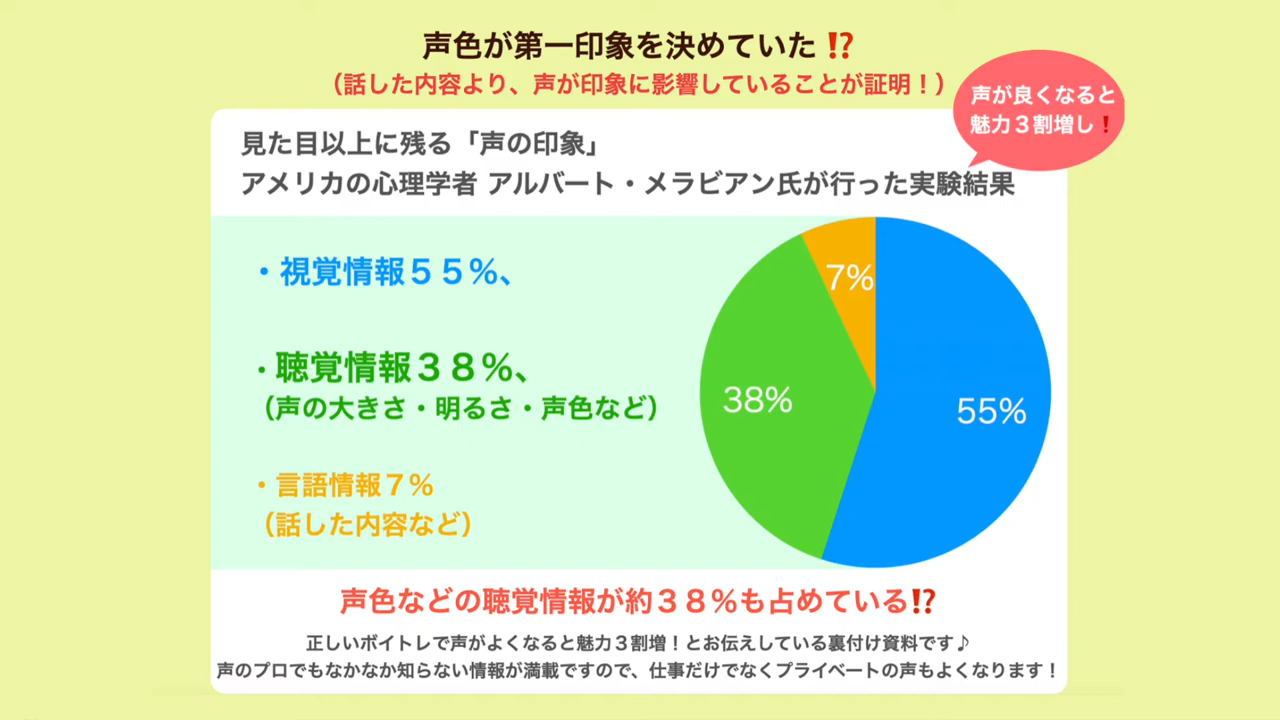 声色が第一印象を決めていた⁉️
（話した内容より、声が印象に影響していることが証明！）
声が良くなると
魅力３割増し❗
見た目以上に残る「声の印象」
アメリカの心理学者 アルバート・メラビアン氏が行った実験結果
・視覚情報５５％、
・聴覚情報３８％、
（声の大きさ・明るさ・声色など）
・言語情報７％
（話した内容など）
7%
38%
55%
声色などの聴覚情報が約３８％も占めている⁉️
正しいボイトレで声がよくなると魅力３割増！とお伝えしている裏付け資料です♪
声のプロでもなかなか知らない情報が満載ですので、仕事だけでなくプライベートの声もよくなります！